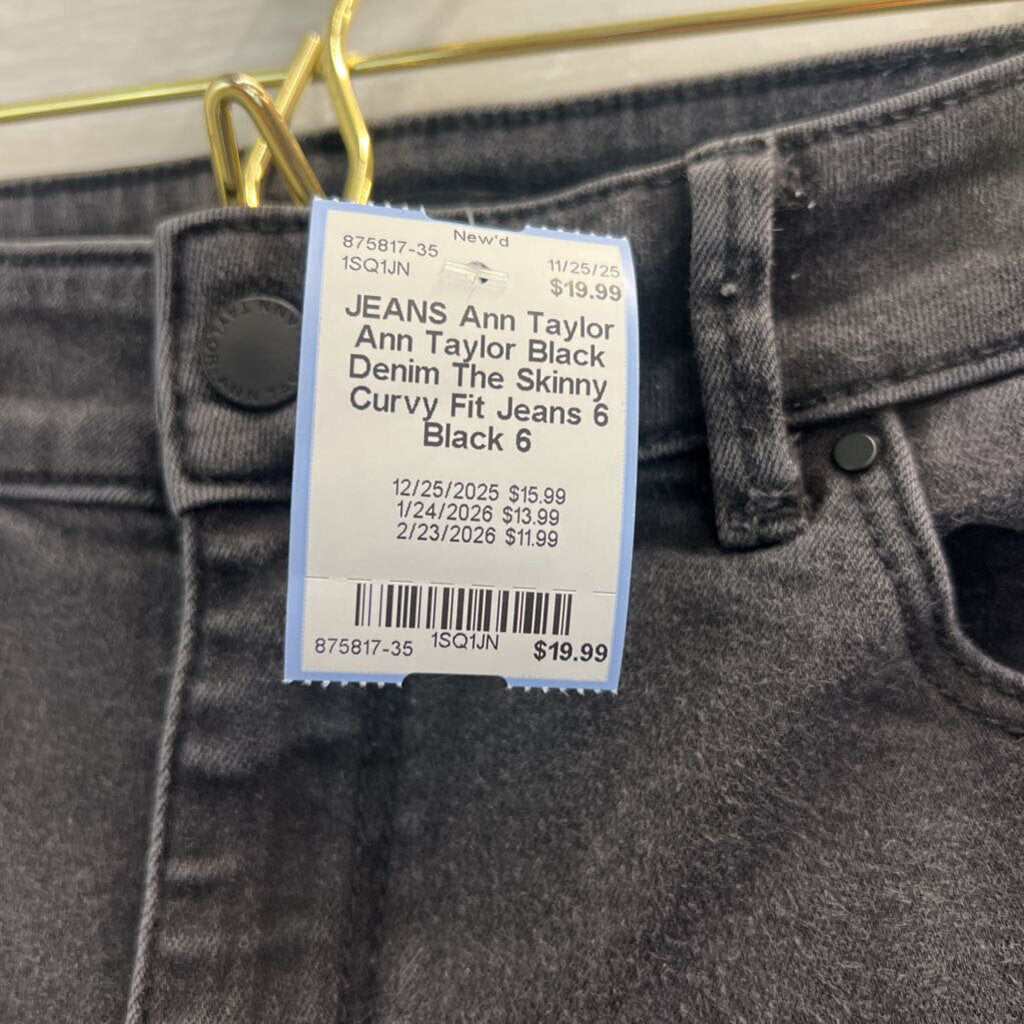 New'd
875817-35
1SQ1JN
11/25/25
$19.99
JEANS Ann Taylor
Ann Taylor Black
Denim The Skinny
Curvy Fit Jeans 6
Black 6
12/25/2025 $15.99
1/24/2026 $13.99
2/23/2026 $11.99
875817-35 1SQ1JN $19.99
ANN TAYLOR